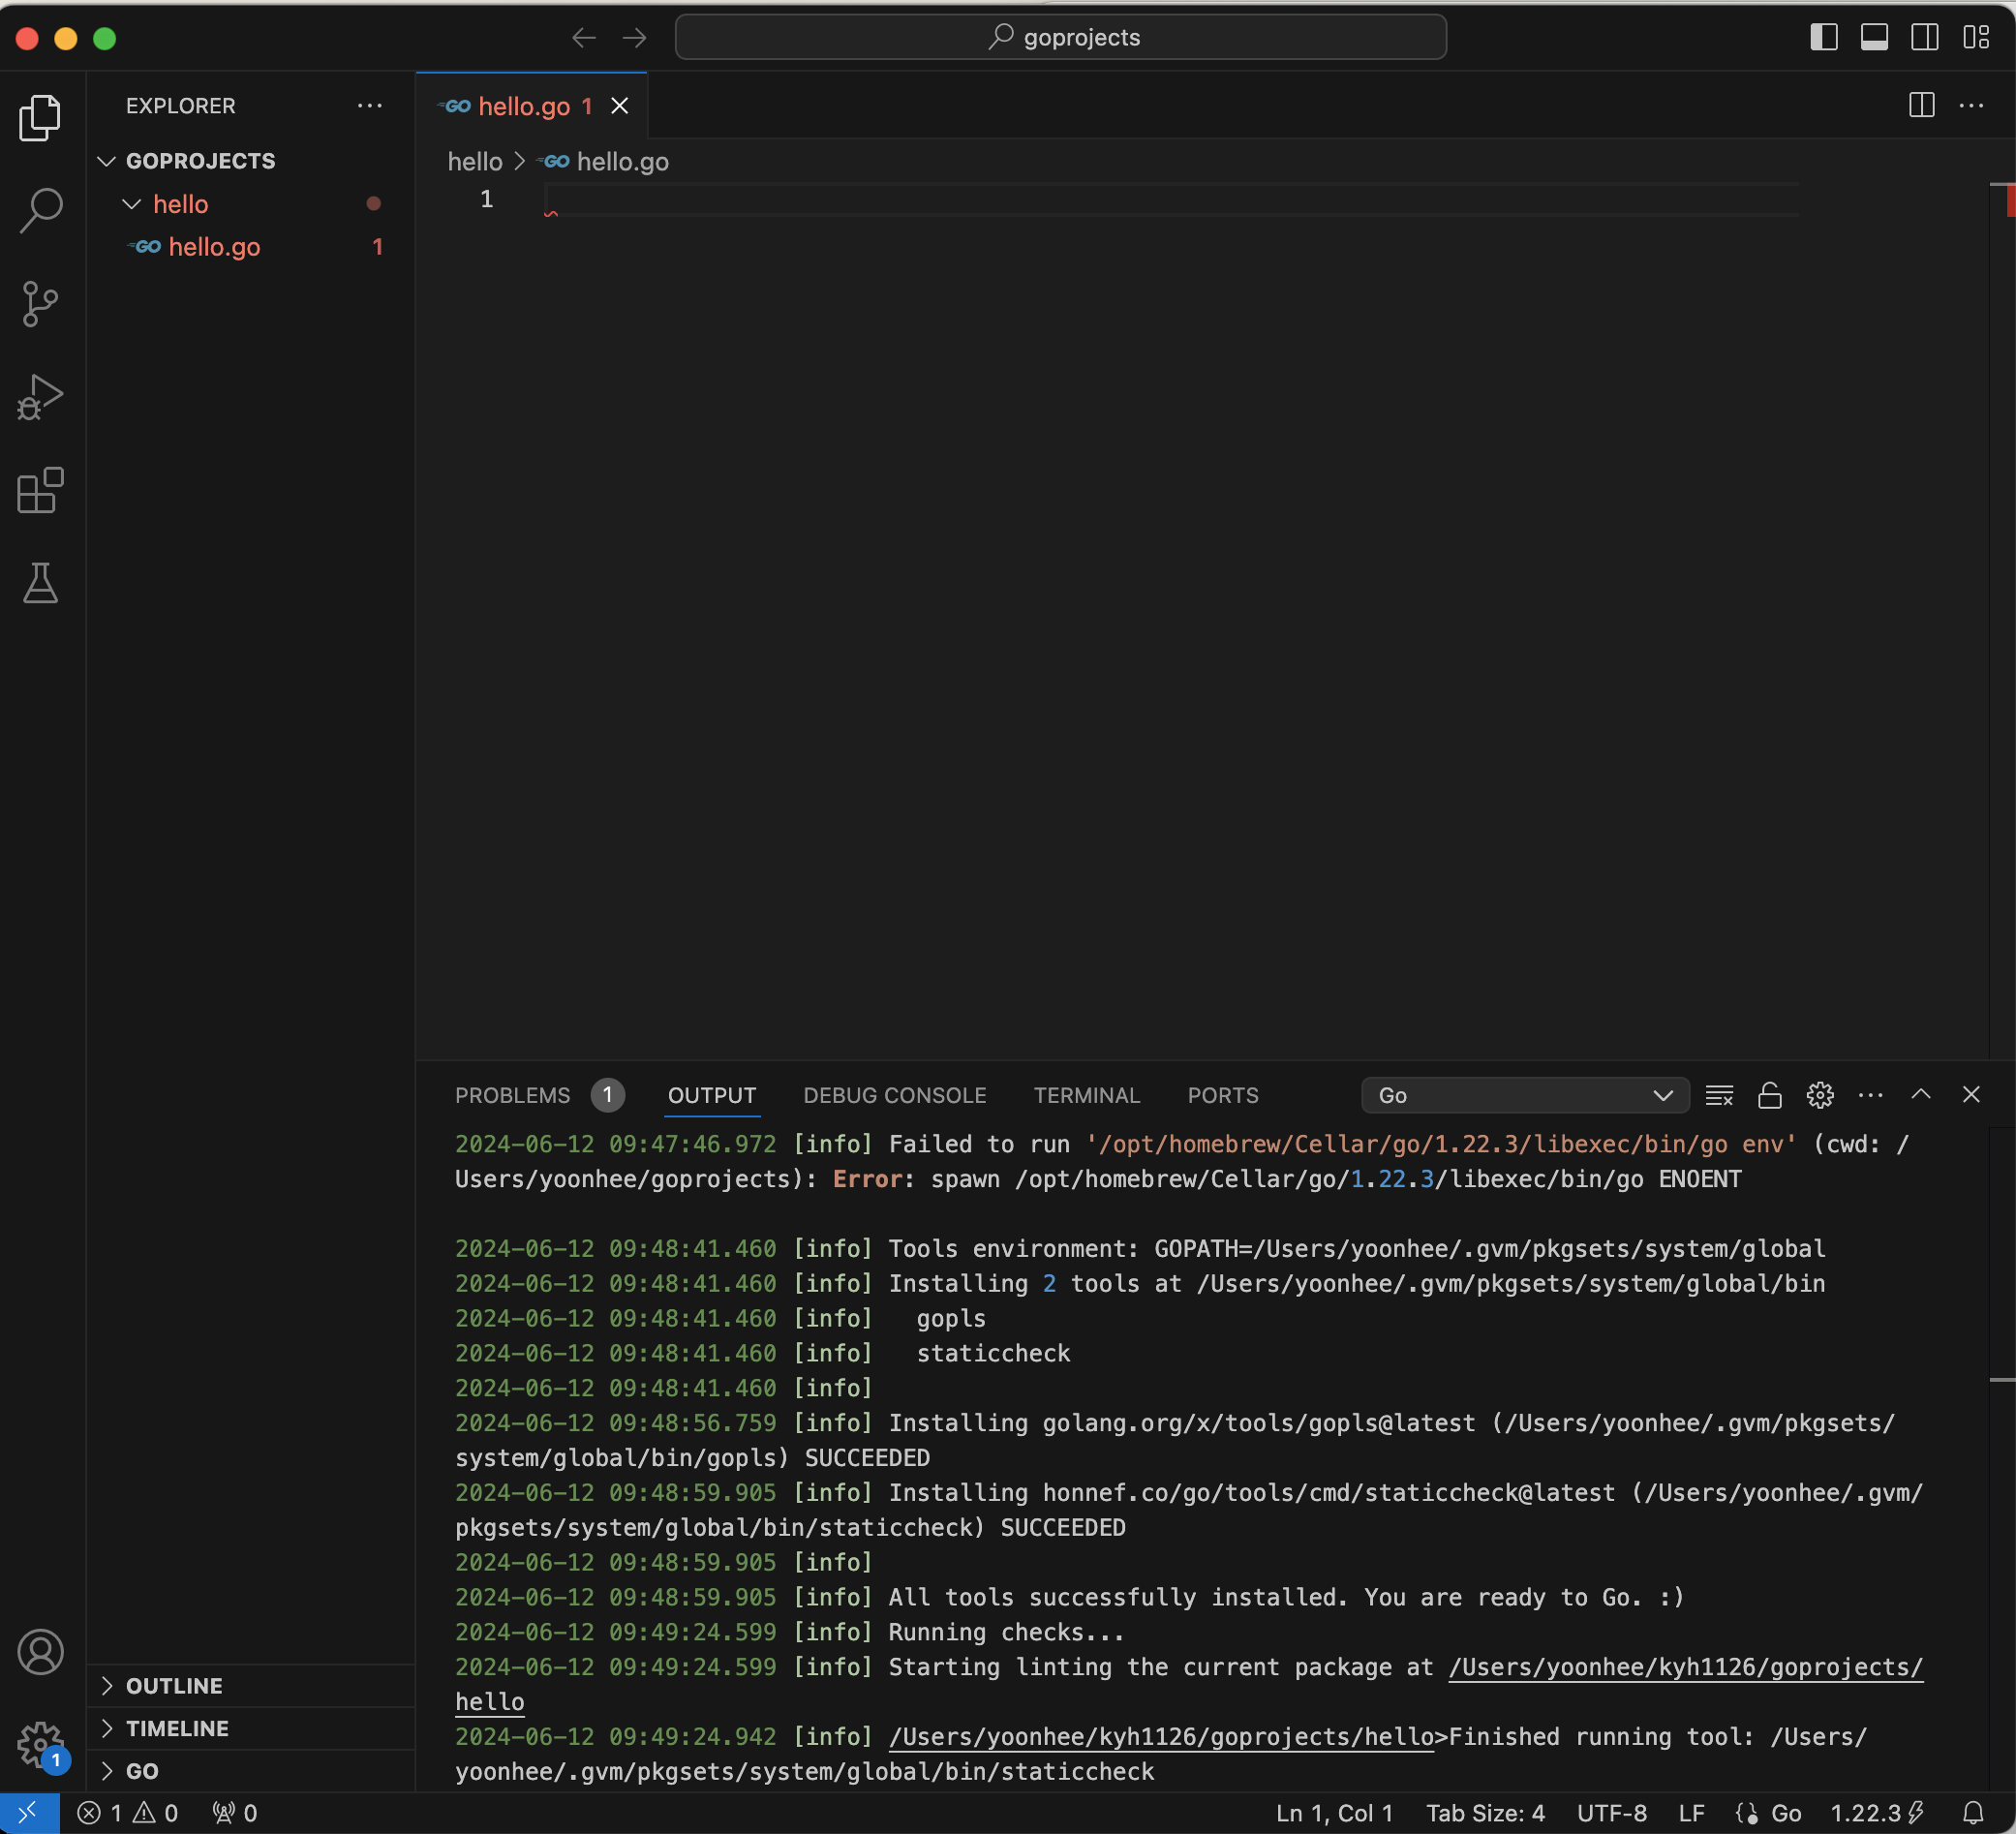 goprojects
EXPLORER
GOPROJECTS
hello
GO hello.go 1
GO hello.go 1
hello > GO hello.go
1
PROBLEMS 1 OUTPUT DEBUG CONSOLE TERMINAL PORTS Go
2024-06-12 09:47:46.972 [info] Failed to run '/opt/homebrew/Cellar/go/1.22.3/libexec/bin/go env' (cwd: /
Users/yoonhee/goprojects): Error: spawn /opt/homebrew/Cellar/go/1.22.3/libexec/bin/go ENOENT
2024-06-12 09:48:41.460 [info] Tools environment: GOPATH=/Users/yoonhee/.gvm/pkgsets/system/global
2024-06-12 09:48:41.460 [info] Installing 2 tools at /Users/yoonhee/.gvm/pkgsets/system/global/bin
2024-06-12 09:48:41.460 [info] gopls
2024-06-12 09:48:41.460 [info] staticcheck
2024-06-12 09:48:41.460 [info]
2024-06-12 09:48:56.759 [info] Installing golang.org/x/tools/gopls@latest (/Users/yoonhee/.gvm/pkgsets/
system/global/bin/gopls) SUCCEEDED
2024-06-12 09:48:59.905 [info] Installing honnef.co/go/tools/cmd/staticcheck@latest (/Users/yoonhee/.gvm/
pkgsets/system/global/bin/staticcheck) SUCCEEDED
2024-06-12 09:48:59.905 [info]
2024-06-12 09:48:59.905 [info] All tools successfully installed. You are ready to Go. :)
2024-06-12 09:49:24.599 [info] Running checks...
2024-06-12 09:49:24.599 [info] Starting linting the current package at /Users/yoonhee/kyh1126/goprojects/
hello
2024-06-12 09:49:24.942 [info] /Users/yoonhee/kyh1126/goprojects/hello>Finished running tool: /Users/
yoonhee/.gvm/pkgsets/system/global/bin/staticcheck
OUTLINE
TIMELINE
GO
1
1 0 0 Ln 1, Col 1 Tab Size: 4 UTF-8 LF {} Go 1.22.3